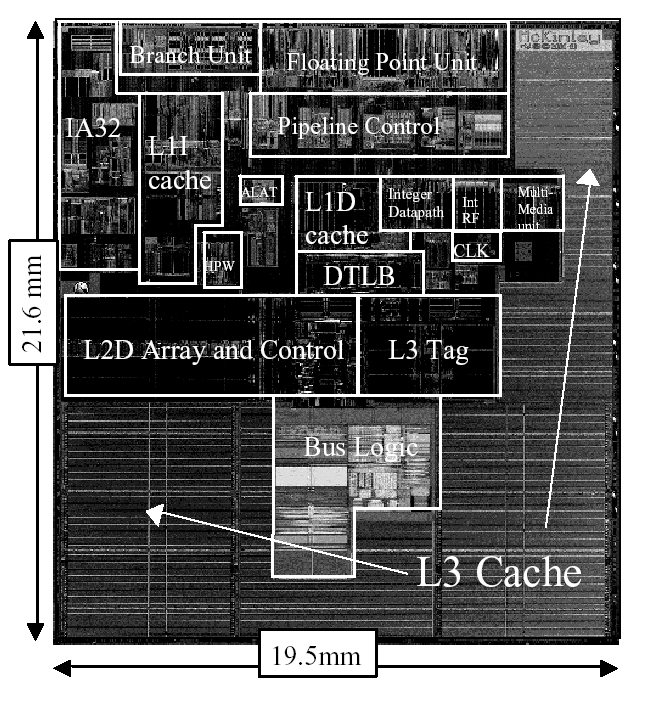 McKinley
Branch Unit
Floating Point Unit
IA32
L1I
cache
Pipeline Control
ALAT
L1D
cache
Integer
Datapath
Int
RF
Multi-
Media
unit
HPW
CLK
DTLB
21.6 mm
L2D Array and Control
L3 Tag
Bus Logic
L3 Cache
19.5mm